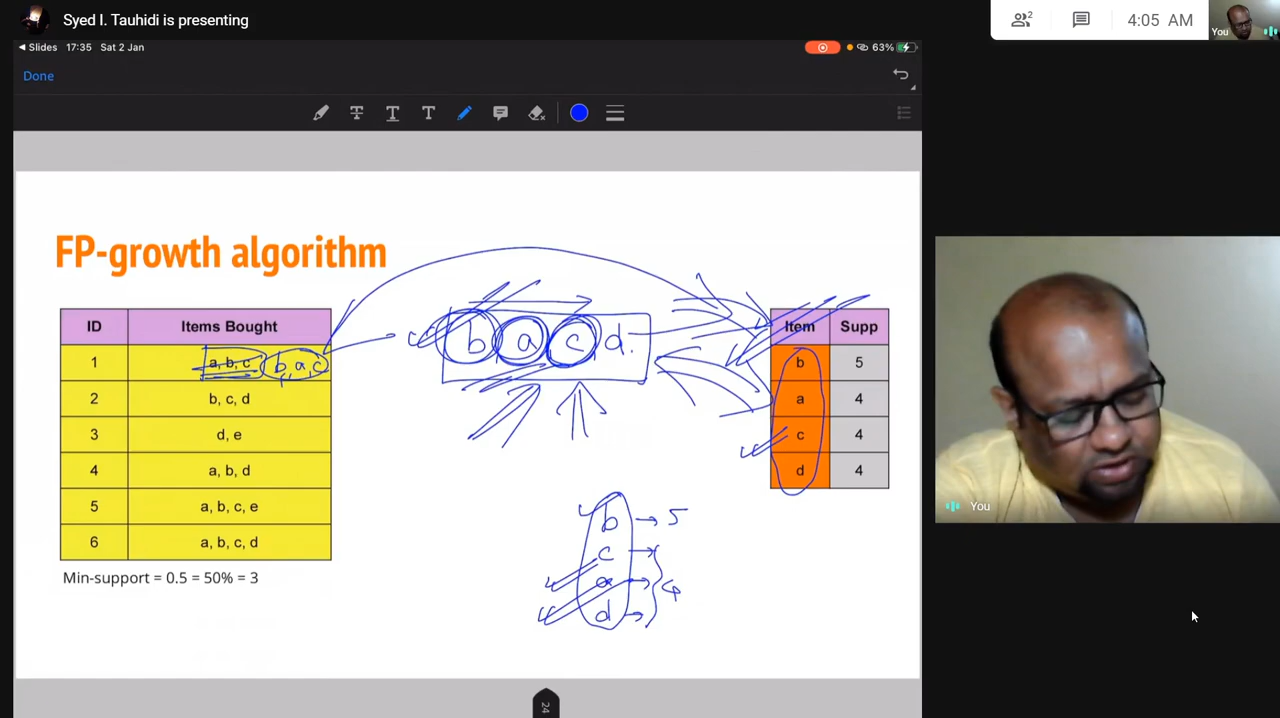 Syed I. Tauhidi is presenting
2
4:05 AM
You
Slides 17:35 Sat 2 Jan
63%
Done
T T T
FP-growth algorithm
ID Items Bought
1 a, b, c b, a, c
2 b, c, d
3 d, e
4 a, b, d
5 a, b, c, e
6 a, b, c, d
Min-support = 0.5 = 50% = 3
b a c d.
Item Supp
b 5
a 4
c 4
d 4
b → 5
c →
a → 4
d →
You
24